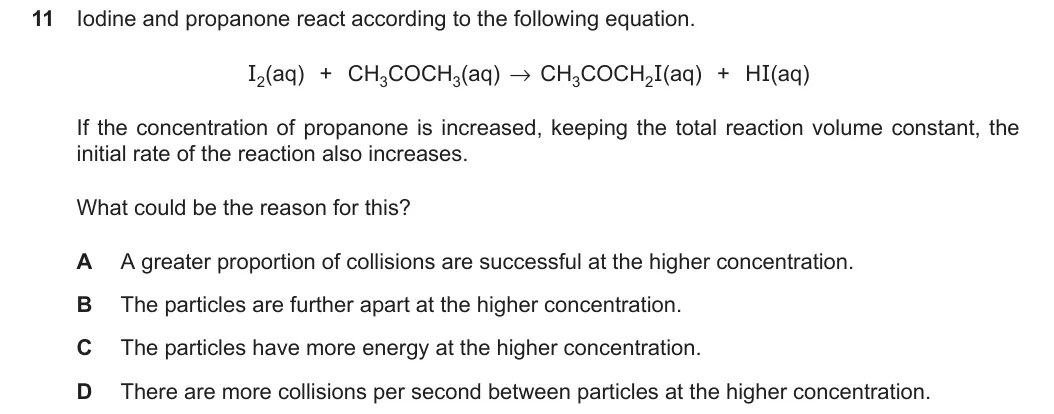 11 Iodine and propanone react according to the following equation.
I₂(aq) + CH₃COCH₃(aq) → CH₃COCH₂I(aq) + HI(aq)
If the concentration of propanone is increased, keeping the total reaction volume constant, the
initial rate of the reaction also increases.
What could be the reason for this?
A A greater proportion of collisions are successful at the higher concentration.
B The particles are further apart at the higher concentration.
C The particles have more energy at the higher concentration.
D There are more collisions per second between particles at the higher concentration.